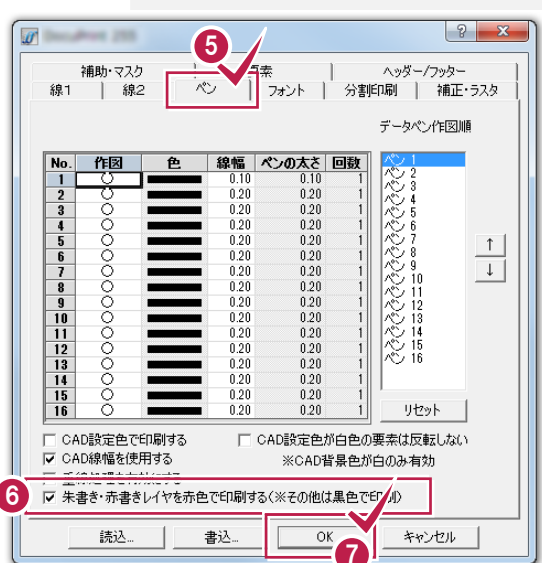 ? X
5
補助・マスク 要素 ヘッダー/フッター
線1 線2 ペン フォント 分割印刷 補正・ラスタ
データペン作図順
No. 作図 色 線幅 ペンの太さ 回数
1 ○ 0.10 0.10 1
2 ○ 0.20 0.20 1
3 ○ 0.20 0.20 1
4 ○ 0.20 0.20 1
5 ○ 0.20 0.20 1
6 ○ 0.20 0.20 1
7 ○ 0.20 0.20 1
8 ○ 0.20 0.20 1
9 ○ 0.20 0.20 1
10 ○ 0.20 0.20 1
11 ○ 0.20 0.20 1
12 ○ 0.20 0.20 1
13 ○ 0.20 0.20 1
14 ○ 0.20 0.20 1
15 ○ 0.20 0.20 1
16 ○ 0.20 0.20 1
ペン 1
ペン 2
ペン 3
ペン 4
ペン 5
ペン 6
ペン 7
ペン 8
ペン 9
ペン 10
ペン 11
ペン 12
ペン 13
ペン 14
ペン 15
ペン 16
↑
↓
リセット
CAD設定色で印刷する
CAD設定色が白色の要素は反転しない
CAD線幅を使用する
※CAD背景色が白のみ有効
6
朱書き・赤書きレイヤを赤色で印刷する(※その他は黒色で印刷)
読込... 書込... OK キャンセル
7